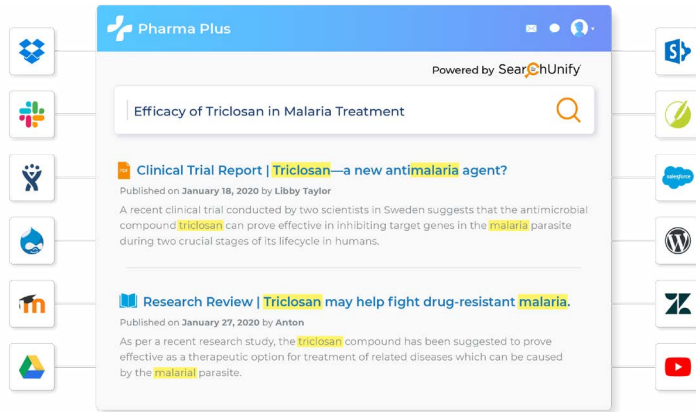 Pharma Plus
Powered by SearchUnify
Efficacy of Triclosan in Malaria Treatment
PDF
Clinical Trial Report | Triclosan—a new antimalaria agent?
Published on January 18, 2020 by Libby Taylor
A recent clinical trial conducted by two scientists in Sweden suggests that the antimicrobial
compound triclosan can prove effective in inhibiting target genes in the malaria parasite
during two crucial stages of its lifecycle in humans.
Research Review | Triclosan may help fight drug-resistant malaria.
Published on January 27, 2020 by Anton
As per a recent research study, the triclosan compound has been suggested to prove
effective as a therapeutic option for treatment of related diseases which can be caused
by the malarial parasite.
S
salesforce
W
m